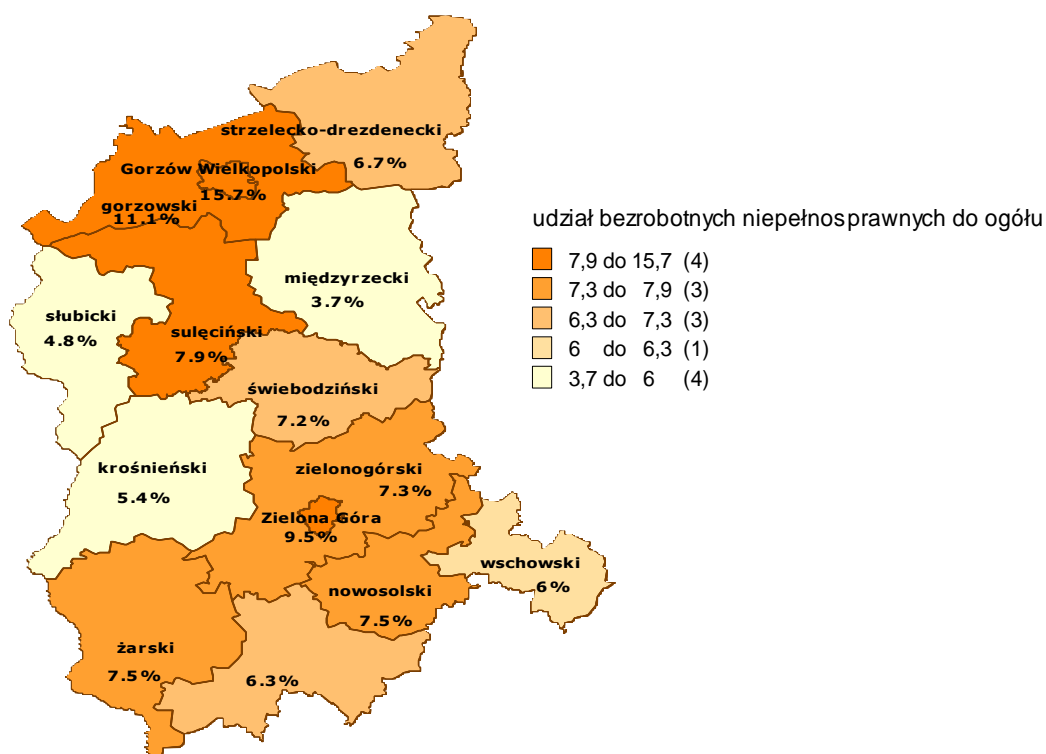 strzelecko-drezdenecki
6.7%
Gorzów Wielkopolski
15.7%
gorzowski
11.1%
międzyrzecki
3.7%
słubicki
4.8%
sulęciński
7.9%
świebodziński
7.2%
krośnieński
5.4%
zielonogórski
7.3%
Zielona Góra
9.5%
wschowski
6%
nowosolski
7.5%
żarski
7.5%
6.3%
udział bezrobotnych niepełnosprawnych do ogółu
7,9 do 15,7 (4)
7,3 do 7,9 (3)
6,3 do 7,3 (3)
6 do 6,3 (1)
3,7 do 6 (4)